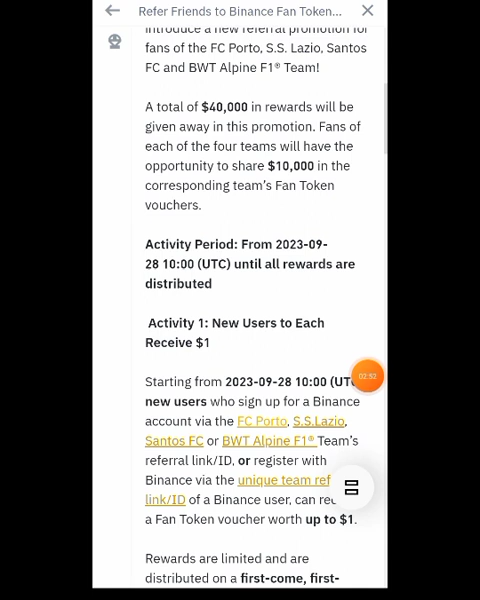 Refer Friends to Binance Fan Token...
introduce a new referral promotion for
fans of the FC Porto, S.S. Lazio, Santos
FC and BWT Alpine F1® Team!
A total of $40,000 in rewards will be
given away in this promotion. Fans of
each of the four teams will have the
opportunity to share $10,000 in the
corresponding team's Fan Token
vouchers.
Activity Period: From 2023-09-
28 10:00 (UTC) until all rewards are
distributed
Activity 1: New Users to Each
Receive $1
Starting from 2023-09-28 10:00 (UTC
new users who sign up for a Binance
account via the FC Porto, S.S.Lazio,
Santos FC or BWT Alpine F1® Team's
referral link/ID, or register with
Binance via the unique team ref
link/ID of a Binance user, can rec
a Fan Token voucher worth up to $1.
Rewards are limited and are
distributed on a first-come, first-
02:52